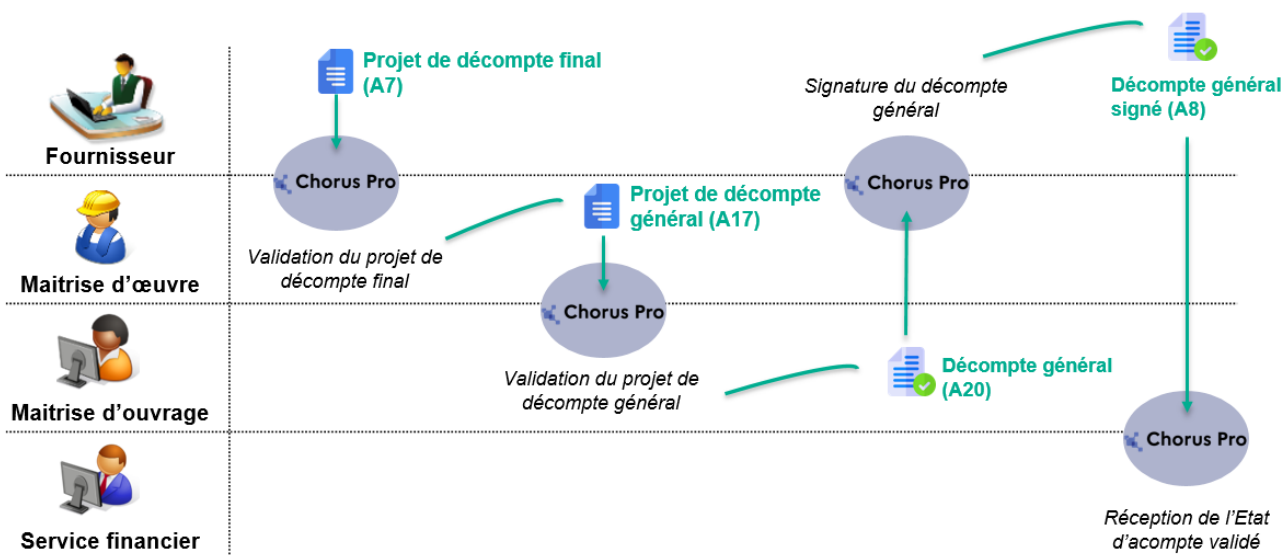 Projet de décompte final
(A7)
Signature du décompte
général
Décompte général
signé (A8)
Fournisseur
Chorus Pro
Chorus Pro
Projet de décompte
général (A17)
Validation du projet de
décompte final
Maitrise d’œuvre
Chorus Pro
Validation du projet de
décompte général
Décompte général
(A20)
Maitrise d’ouvrage
Chorus Pro
Réception de l’Etat
d’acompte validé
Service financier